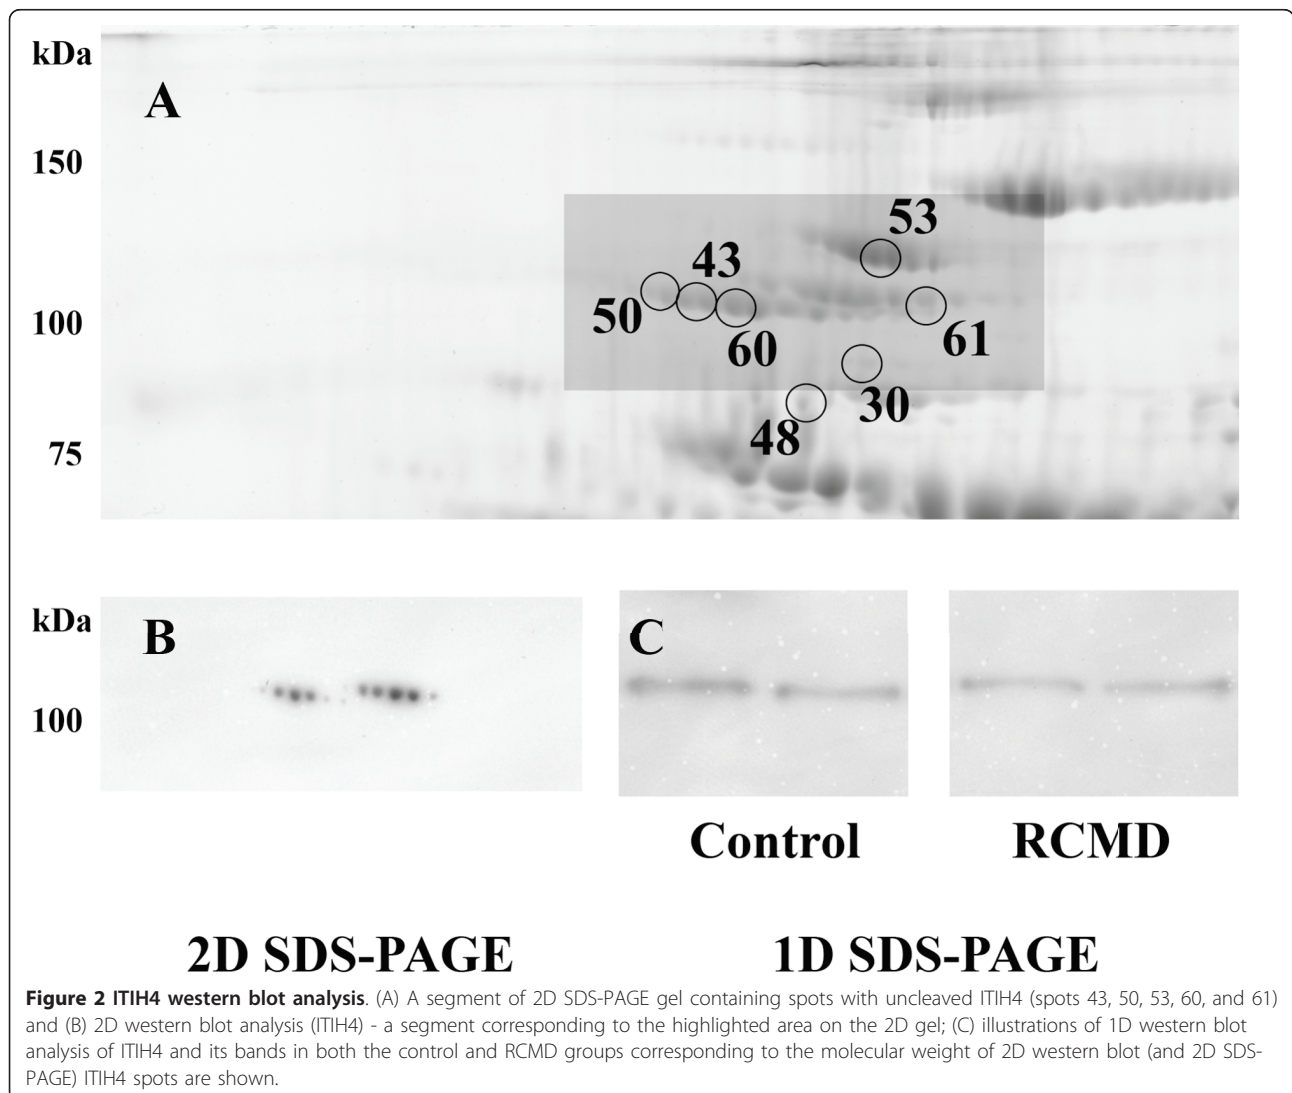 kDa
A
150
53
43
50
100
60
61
30
48
75
kDa
B
C
100
Control RCMD
2D SDS-PAGE 1D SDS-PAGE
Figure 2 ITIH4 western blot analysis. (A) A segment of 2D SDS-PAGE gel containing spots with uncleaved ITIH4 (spots 43, 50, 53, 60, and 61)
and (B) 2D western blot analysis (ITIH4) - a segment corresponding to the highlighted area on the 2D gel; (C) illustrations of 1D western blot
analysis of ITIH4 and its bands in both the control and RCMD groups corresponding to the molecular weight of 2D western blot (and 2D SDS-
PAGE) ITIH4 spots are shown.